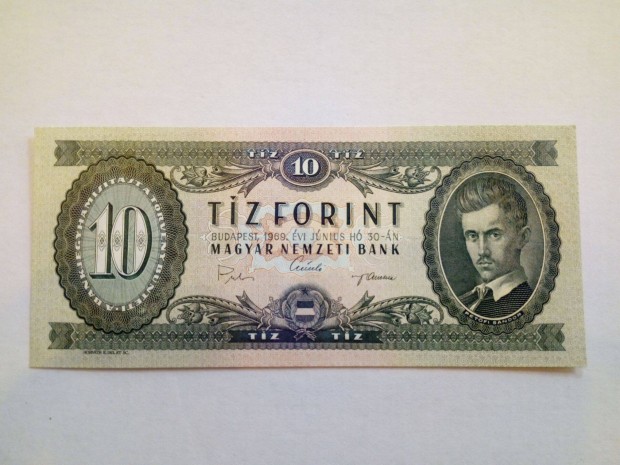 TÍZ 10 TÍZ
TÍZ FORINT
BUDAPEST, 1969. ÉVI JÚNIUS HÓ 30-ÁN
MAGYAR NEMZETI BANK
10
PETŐFI SÁNDOR
TÍZ TÍZ